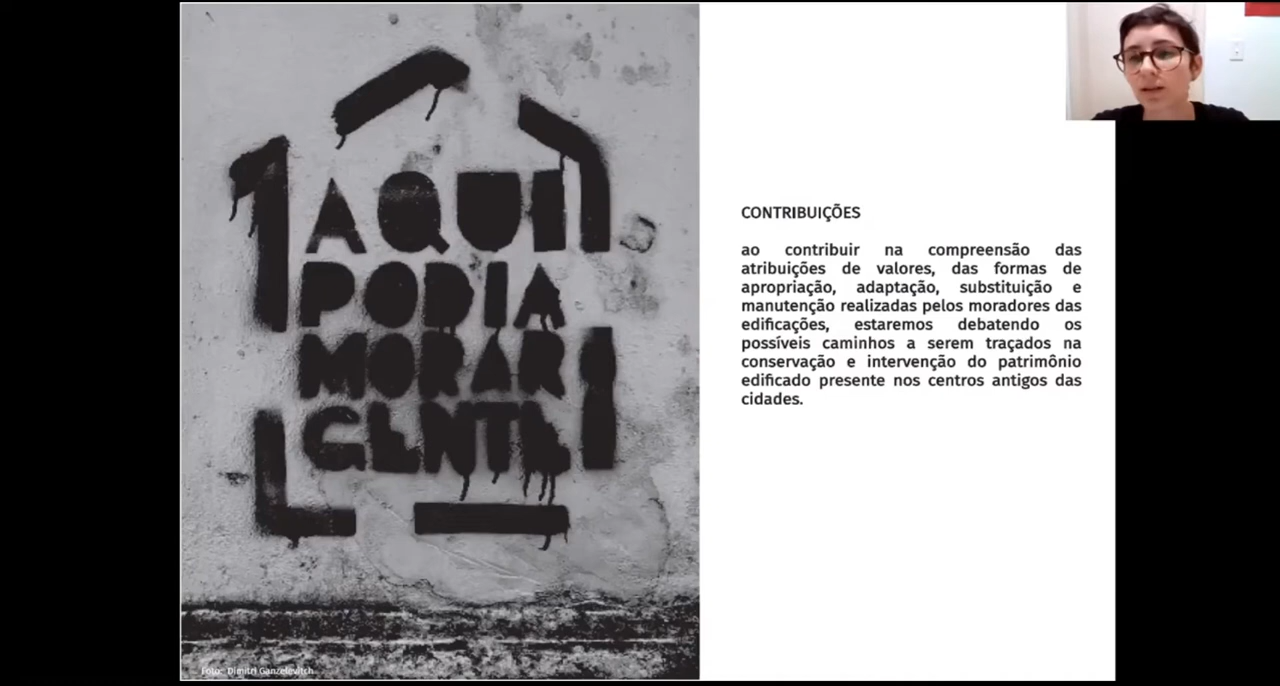 AQUI
PODIA
MORAR
GENTE
Foto: Dimitri Ganzelevitch
CONTRIBUIÇÕES
ao contribuir na compreensão das
atribuições de valores, das formas de
apropriação, adaptação, substituição e
manutenção realizadas pelos moradores das
edificações, estaremos debatendo os
possíveis caminhos a serem traçados na
conservação e intervenção do patrimônio
edificado presente nos centros antigos das
cidades.